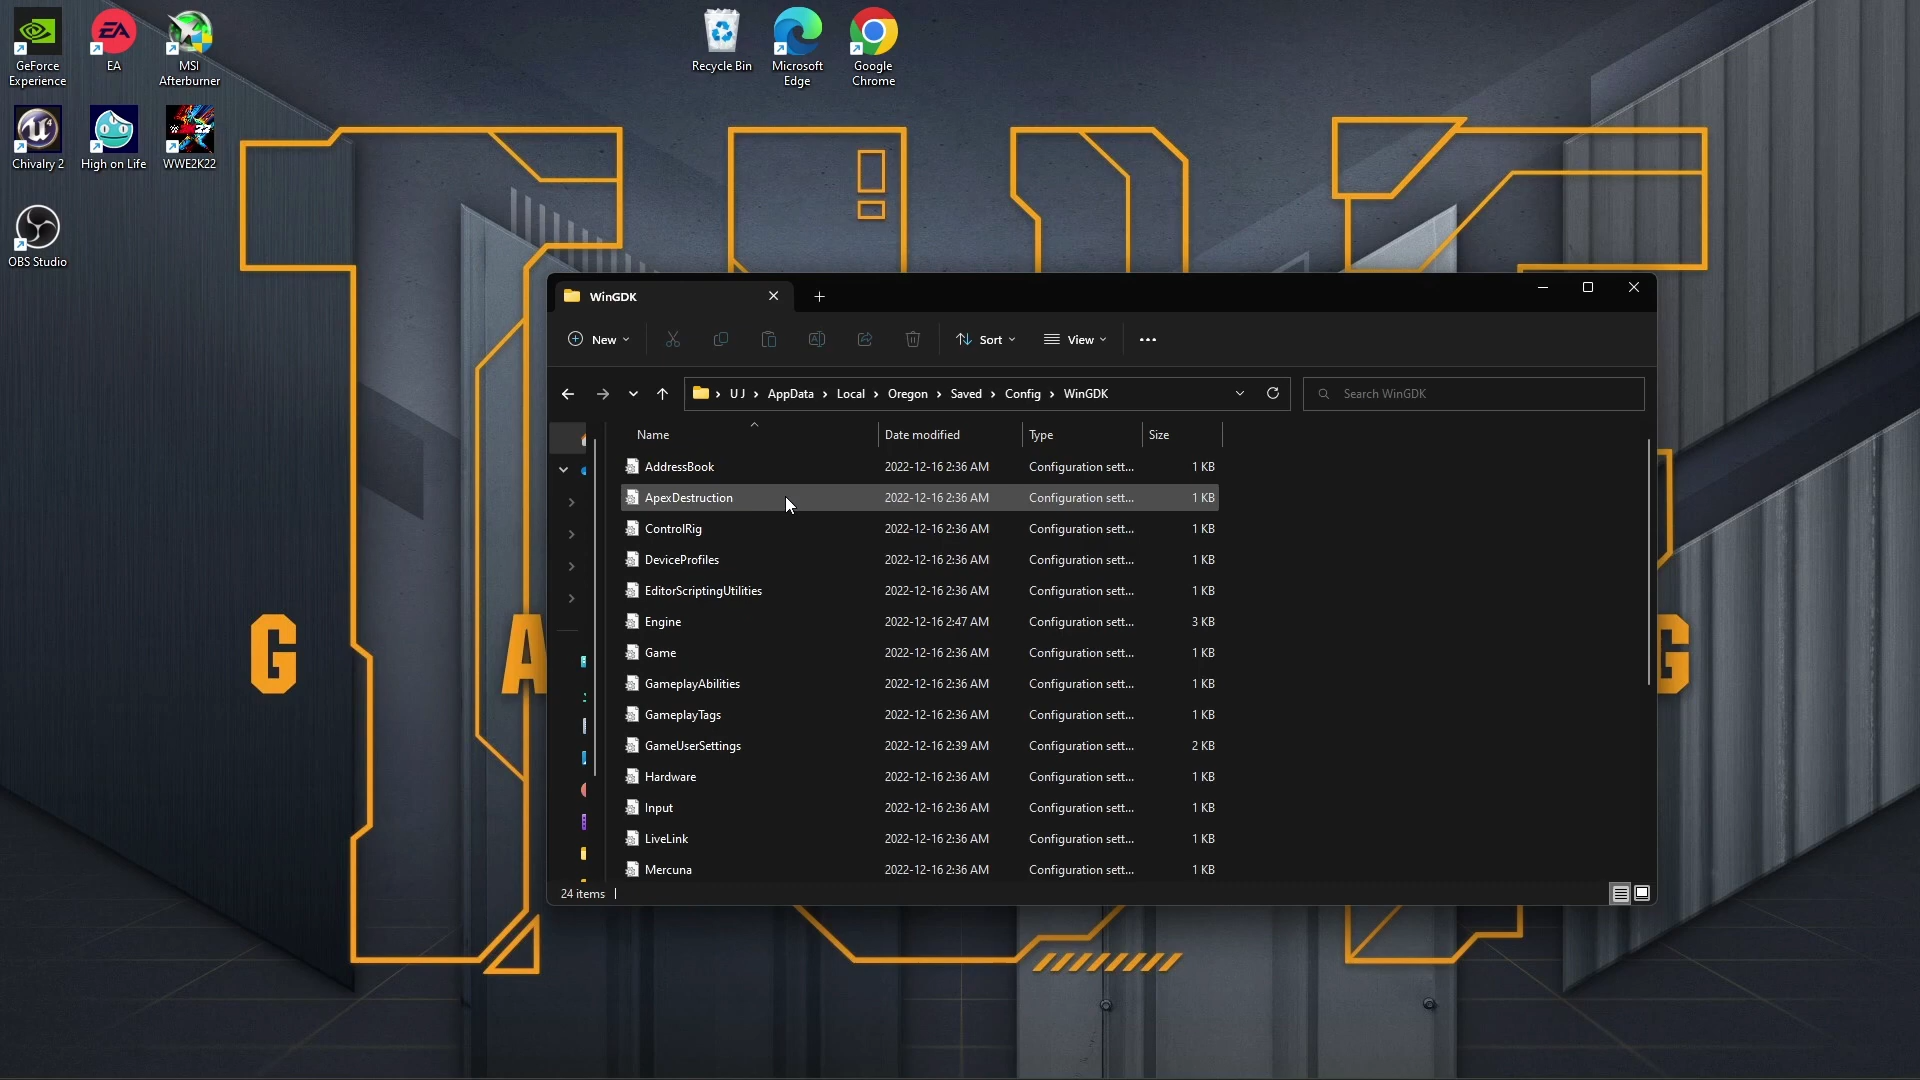 GeForce
Experience
EA
MSI
Afterburner
Recycle Bin
Microsoft
Edge
Google
Chrome
Chivalry 2
High on Life
WWE2K22
OBS Studio
WinGDK
New
Sort
View
U J > AppData > Local > Oregon > Saved > Config > WinGDK
Search WinGDK
Name Date modified Type Size
AddressBook 2022-12-16 2:36 AM Configuration sett... 1 KB
ApexDestruction 2022-12-16 2:36 AM Configuration sett... 1 KB
ControlRig 2022-12-16 2:36 AM Configuration sett... 1 KB
DeviceProfiles 2022-12-16 2:36 AM Configuration sett... 1 KB
EditorScriptingUtilities 2022-12-16 2:36 AM Configuration sett... 1 KB
Engine 2022-12-16 2:47 AM Configuration sett... 3 KB
Game 2022-12-16 2:36 AM Configuration sett... 1 KB
GameplayAbilities 2022-12-16 2:36 AM Configuration sett... 1 KB
GameplayTags 2022-12-16 2:36 AM Configuration sett... 1 KB
GameUserSettings 2022-12-16 2:39 AM Configuration sett... 2 KB
Hardware 2022-12-16 2:36 AM Configuration sett... 1 KB
Input 2022-12-16 2:36 AM Configuration sett... 1 KB
LiveLink 2022-12-16 2:36 AM Configuration sett... 1 KB
Mercuna 2022-12-16 2:36 AM Configuration sett... 1 KB
24 items
G A G